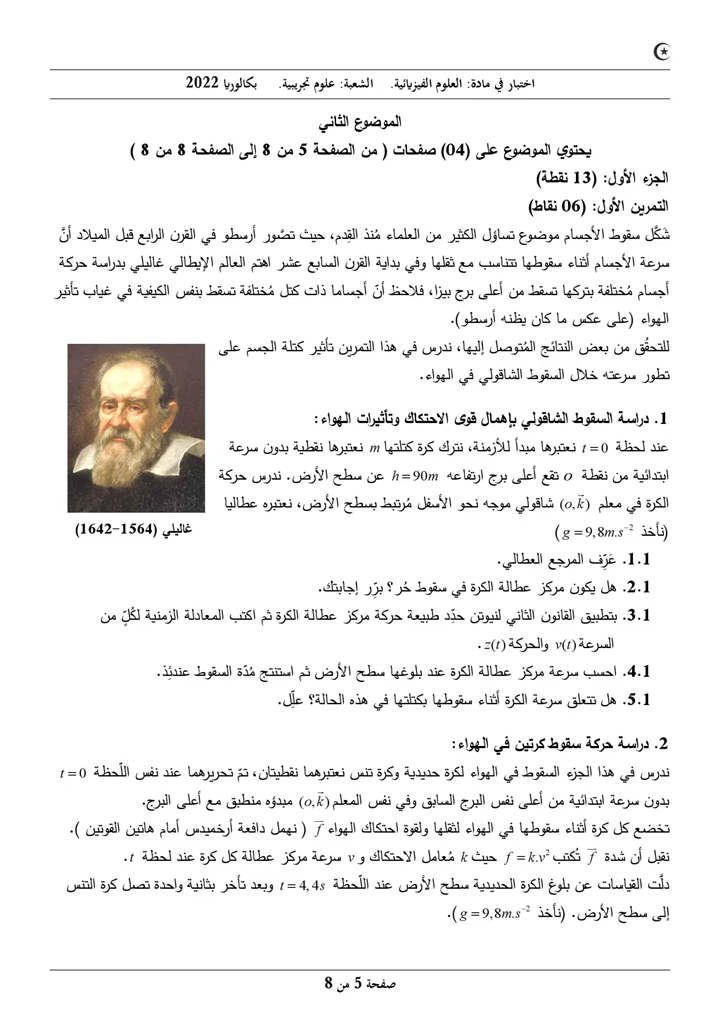 اختبار في مادة: العلوم الفيزيائية. الشعبة: علوم تجريبية. بكالوريا 2022
الموضوع الثاني
يحتوي الموضوع على (04) صفحات ( من الصفحة 5 من 8 إلى الصفحة 8 من 8 )
الجزء الأول: (13 نقطة)
التمرين الأول: (06 نقاط)
شَكَّل سقوط الأجسام موضوع تساؤل الكثير من العلماء مُنذ القِدم، حيث تصَّور أرسطو في القرن الرابع قبل الميلاد أنَّ
سرعة الأجسام أثناء سقوطها تتناسب مع ثقلها وفي بداية القرن السابع عشر اهتم العالم الإيطالي غاليلي بدراسة حركة
أجسام مُختلفة بتركها تسقط من أعلى برج بيزا، فلاحظ أنّ أجساما ذات كتل مُختلفة تسقط بنفس الكيفية في غياب تأثير
الهواء (على عكس ما كان يظنه أرسطو).
للتحقُق من بعض النتائج المُتوصل إليها، ندرس في هذا التمرين تأثير كتلة الجسم على
تطور سرعته خلال السقوط الشاقولي في الهواء.
1. دراسة السقوط الشاقولي بإهمال قوى الاحتكاك وتأثيرات الهواء:
عند لحظة t = 0 نعتبرها مبدأ للأزمنة، نترك كرة كتلتها m نعتبرها نقطية بدون سرعة
ابتدائية من نقطة o تقع أعلى برج ارتفاعه h = 90m عن سطح الأرض. ندرس حركة
الكرة في معلم (o,k⃗) شاقولي موجه نحو الأسفل مُرتبط بسطح الأرض، نعتبره عطاليا
(نأخذ g = 9,8m.s⁻²)
غاليلي (1564-1642)
1.1. عَرِّف المرجع العطالي.
2.1. هل يكون مركز عطالة الكرة في سقوط حُر؟ برِّر إجابتك.
3.1. بتطبيق القانون الثاني لنيوتن حدِّد طبيعة حركة مركز عطالة الكرة ثم اكتب المعادلة الزمنية لكُلٍّ من
السرعة v(t) والحركة z(t).
4.1. احسب سرعة مركز عطالة الكرة عند بلوغها سطح الأرض ثم استنتج مُدّة السقوط عندئِذ.
5.1. هل تتعلق سرعة الكرة أثناء سقوطها بكتلتها في هذه الحالة؟ علِّل.
2. دراسة حركة سقوط كرتين في الهواء:
ندرس في هذا الجزء السقوط في الهواء لكرة حديدية وكرة تنس نعتبرهما نقطيتان، تمّ تحريرهما عند نفس اللّحظة t = 0
بدون سرعة ابتدائية من أعلى نفس البرج السابق وفي نفس المعلم (o,k⃗) مبدؤه منطبق مع أعلى البرج.
تخضع كل كرة أثناء سقوطها في الهواء لثقلها ولقوة احتكاك الهواء f⃗ ( نهمل دافعة أرخميدس أمام هاتين القوتين ).
نقبل أن شدة f⃗ تُكتب f = k.v² حيث k مُعامل الاحتكاك و v سرعة مركز عطالة كل كرة عند لحظة t.
دلَّت القياسات عن بلوغ الكرة الحديدية سطح الأرض عند اللّحظة t = 4,4s وبعد تأخر بثانية واحدة تصل كرة التنس
إلى سطح الأرض. (نأخذ g = 9,8m.s⁻²).
صفحة 5 من 8